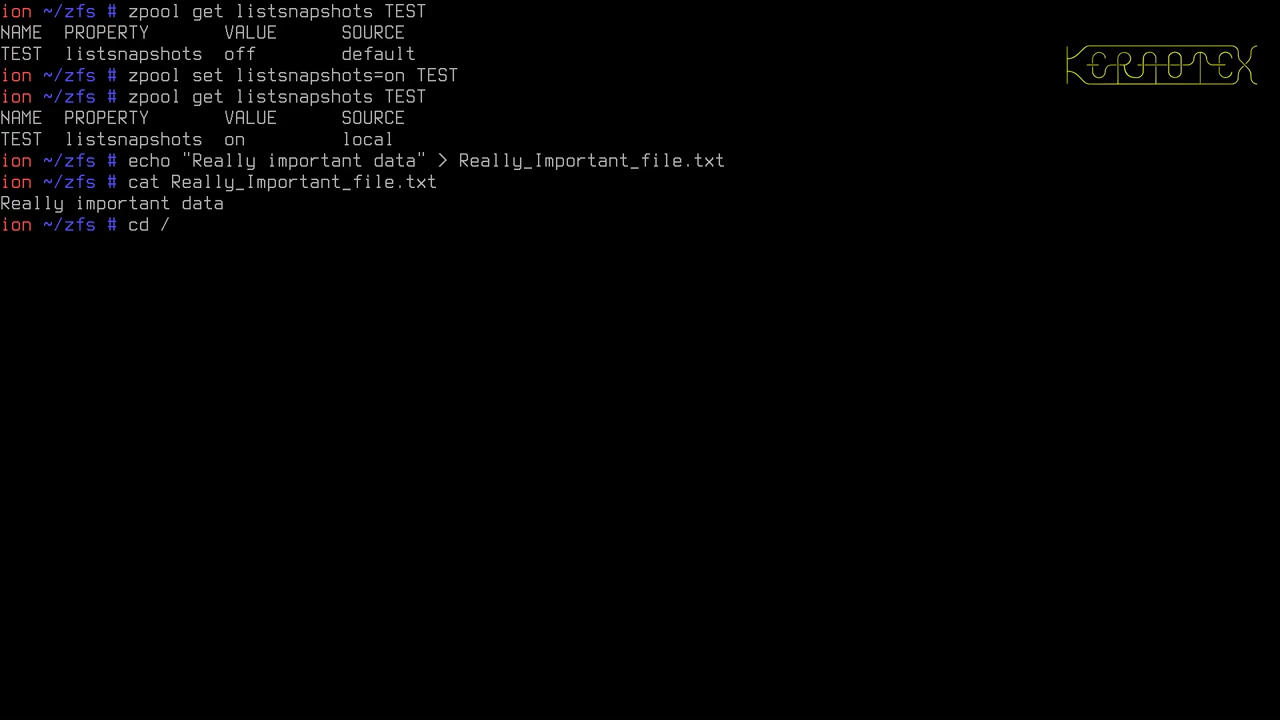 ion ~/zfs # zpool get listsnapshots TEST
NAME  PROPERTY       VALUE      SOURCE
TEST  listsnapshots  off        default
ion ~/zfs # zpool set listsnapshots=on TEST
ion ~/zfs # zpool get listsnapshots TEST
NAME  PROPERTY       VALUE      SOURCE
TEST  listsnapshots  on         local
ion ~/zfs # echo "Really important data" > Really_Important_file.txt
ion ~/zfs # cat Really_Important_file.txt
Really important data
ion ~/zfs # cd /
KERNOTEX